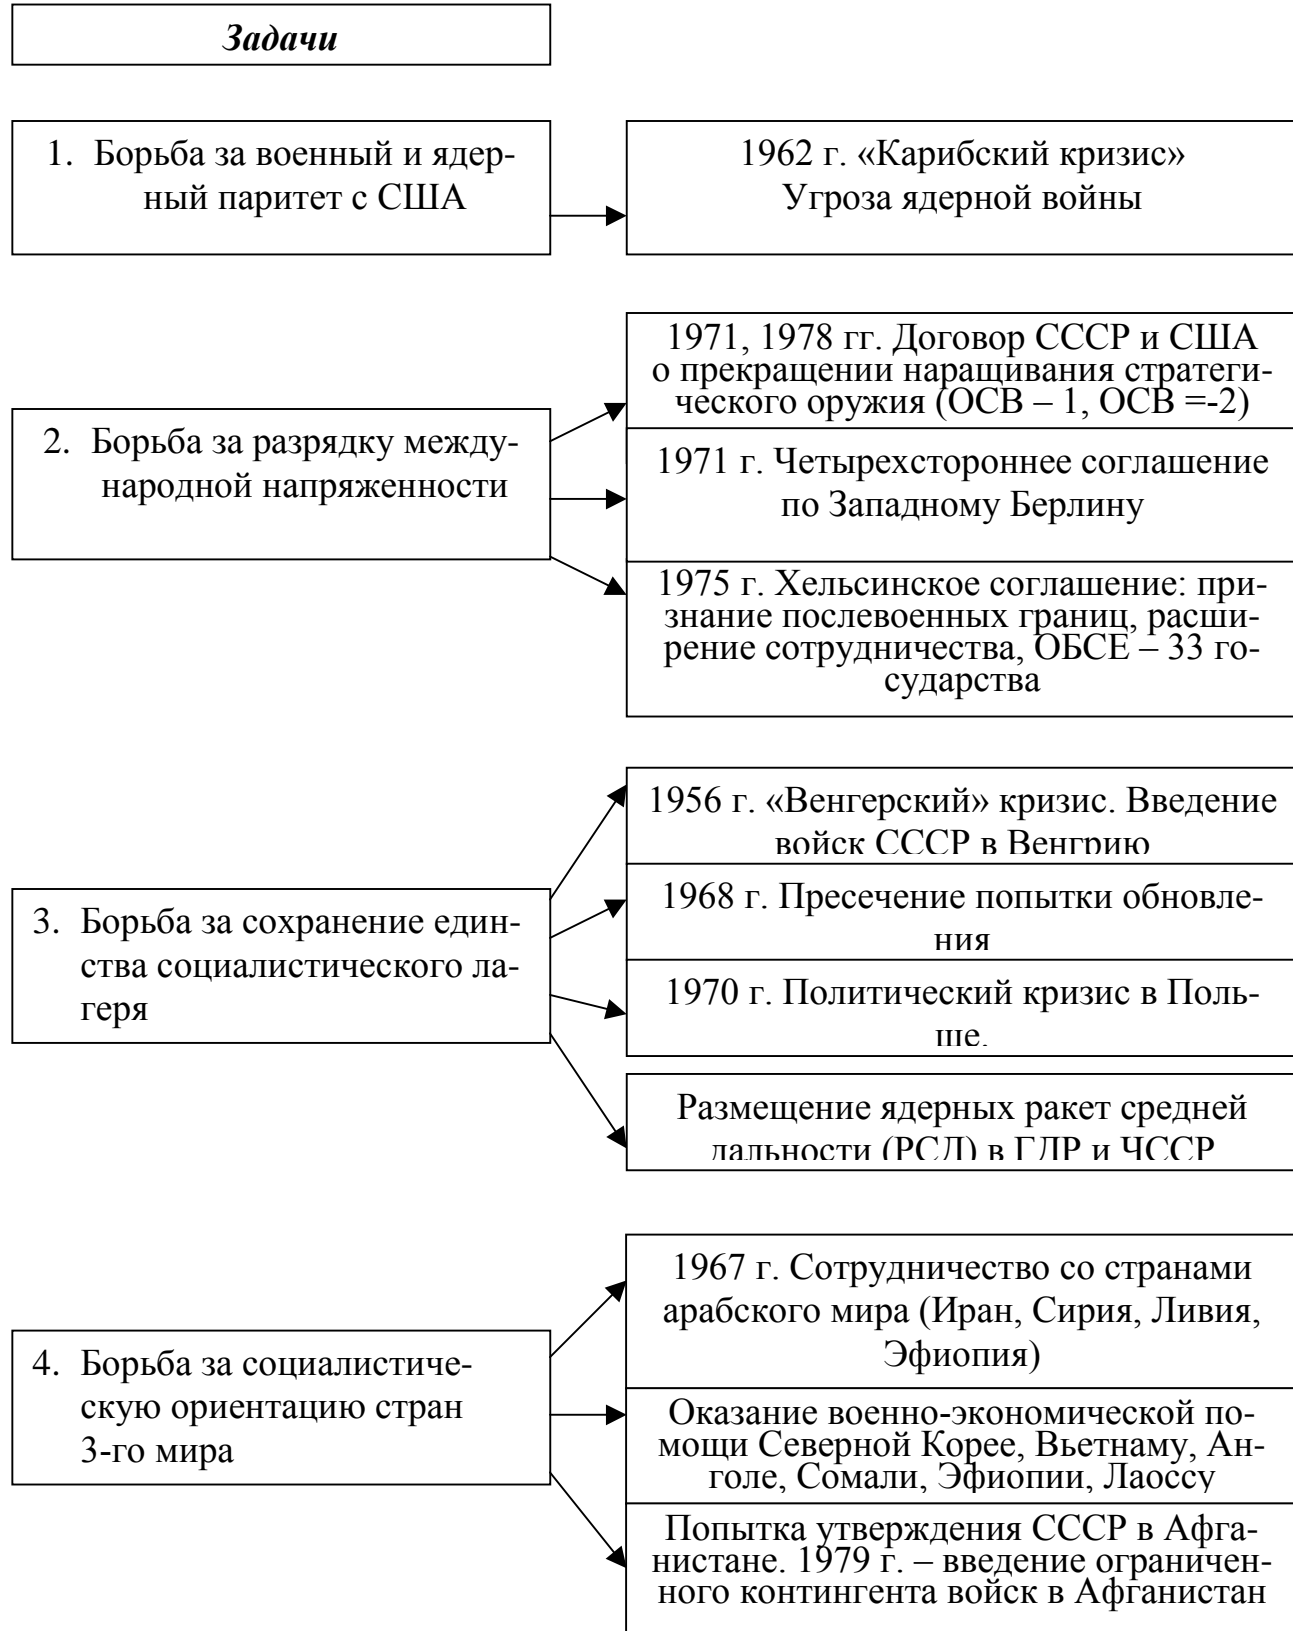 Задачи
1. Борьба за военный и ядер-
ный паритет с США
1962 г. «Карибский кризис»
Угроза ядерной войны
2. Борьба за разрядку между-
народной напряженности
1971, 1978 гг. Договор СССР и США
о прекращении наращивания стратеги-
ческого оружия (ОСВ – 1, ОСВ =-2)
1971 г. Четырехстороннее соглашение
по Западному Берлину
1975 г. Хельсинское соглашение: при-
знание послевоенных границ, расши-
рение сотрудничества, ОБСЕ – 33 го-
сударства
3. Борьба за сохранение един-
ства социалистического ла-
геря
1956 г. «Венгерский» кризис. Введение
войск СССР в Венгрию
1968 г. Пресечение попытки обновле-
ния
1970 г. Политический кризис в Поль-
ше.
Размещение ядерных ракет средней
дальности (РСД) в ГДР и ЧССР
4. Борьба за социалистиче-
скую ориентацию стран
3-го мира
1967 г. Сотрудничество со странами
арабского мира (Иран, Сирия, Ливия,
Эфиопия)
Оказание военно-экономической по-
мощи Северной Корее, Вьетнаму, Ан-
голе, Сомали, Эфиопии, Лаоссу
Попытка утверждения СССР в Афга-
нистане. 1979 г. – введение ограничен-
ного контингента войск в Афганистан